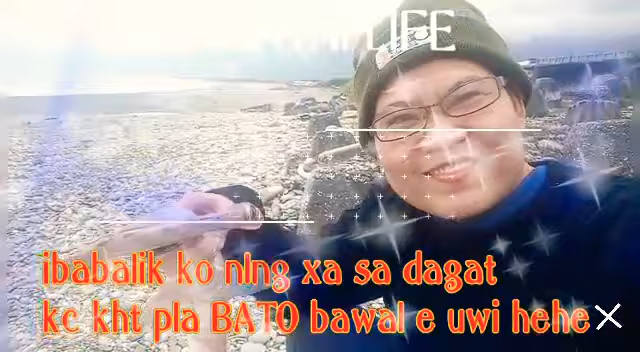 LIFE
ibabalik ko nlng xa sa dagat
kc kht pla BATO bawal e uwi hehe